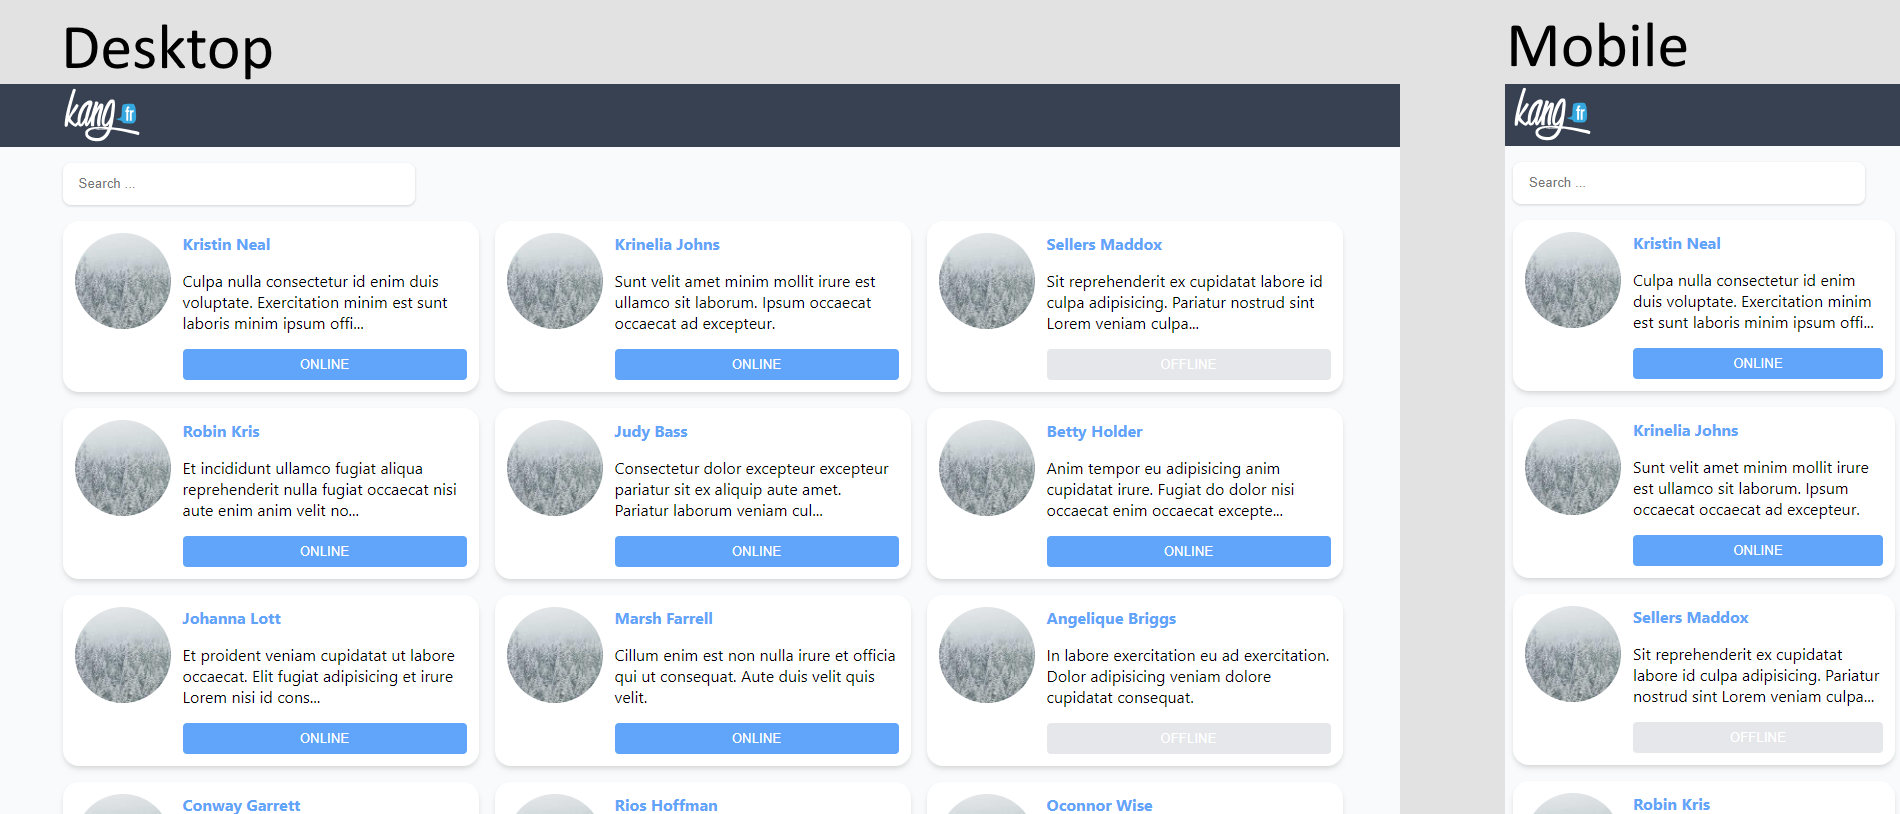 Desktop
kang fr
Search ...
Kristin Neal
Culpa nulla consectetur id enim duis
voluptate. Exercitation minim est sunt
laboris minim ipsum offi...
ONLINE
Krinelia Johns
Sunt velit amet minim mollit irure est
ullamco sit laborum. Ipsum occaecat
occaecat ad excepteur.
ONLINE
Sellers Maddox
Sit reprehenderit ex cupidatat labore id
culpa adipisicing. Pariatur nostrud sint
Lorem veniam culpa...
OFFLINE
Robin Kris
Et incididunt ullamco fugiat aliqua
reprehenderit nulla fugiat occaecat nisi
aute enim anim velit no...
ONLINE
Judy Bass
Consectetur dolor excepteur excepteur
pariatur sit ex aliquip aute amet.
Pariatur laborum veniam cul...
ONLINE
Betty Holder
Anim tempor eu adipisicing anim
cupidatat irure. Fugiat do dolor nisi
occaecat enim occaecat excepte...
ONLINE
Johanna Lott
Et proident veniam cupidatat ut labore
occaecat. Elit fugiat adipisicing et irure
Lorem nisi id cons...
ONLINE
Marsh Farrell
Cillum enim est non nulla irure et officia
qui ut consequat. Aute duis velit quis
velit.
ONLINE
Angelique Briggs
In labore exercitation eu ad exercitation.
Dolor adipisicing veniam dolore
cupidatat consequat.
OFFLINE
Conway Garrett
Rios Hoffman
Oconnor Wise
Mobile
kang fr
Search ...
Kristin Neal
Culpa nulla consectetur id enim
duis voluptate. Exercitation minim
est sunt laboris minim ipsum offi...
ONLINE
Krinelia Johns
Sunt velit amet minim mollit irure
est ullamco sit laborum. Ipsum
occaecat occaecat ad excepteur.
ONLINE
Sellers Maddox
Sit reprehenderit ex cupidatat
labore id culpa adipisicing. Pariatur
nostrud sint Lorem veniam culpa...
OFFLINE
Robin Kris